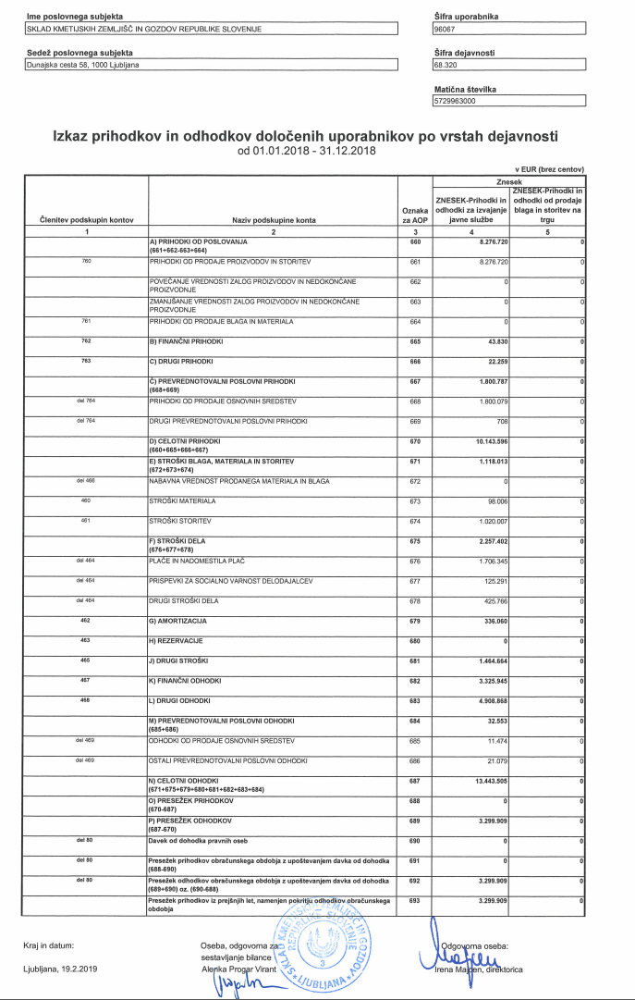 Ime poslovnega subjekta
SKLAD KMETIJSKIH ZEMLJIŠČ IN GOZDOV REPUBLIKE SLOVENIJE
Šifra uporabnika
96067
Sedež poslovnega subjekta
Dunajska cesta 58, 1000 Ljubljana
Šifra dejavnosti
68.320
Matična številka
5729963000
Izkaz prihodkov in odhodkov določenih uporabnikov po vrstah dejavnosti
od 01.01.2018 - 31.12.2018
v EUR (brez centov)
Znesek
Členitev podskupin kontov Naziv podskupine konta Oznaka za AOP ZNESEK-Prihodki in odhodki za izvajanje javne službe ZNESEK-Prihodki in odhodki od prodaje blaga in storitev na trgu
1 2 3 4 5
A) PRIHODKI OD POSLOVANJA 660 8.276.720 0
(661+662-663+664)
760 PRIHODKI OD PRODAJE PROIZVODOV IN STORITEV 661 8.276.720 0
POVEČANJE VREDNOSTI ZALOG PROIZVODOV IN NEDOKONČANE 662 0 0
PROIZVODNJE
ZMANJŠANJE VREDNOSTI ZALOG PROIZVODOV IN NEDOKONČANE 663 0 0
PROIZVODNJE
761 PRIHODKI OD PRODAJE BLAGA IN MATERIALA 664 0 0
762 B) FINANČNI PRIHODKI 665 43.830 0
763 C) DRUGI PRIHODKI 666 22.259 0
Č) PREVREDNOTOVALNI POSLOVNI PRIHODKI 667 1.800.787 0
(668+669)
del 764 PRIHODKI OD PRODAJE OSNOVNIH SREDSTEV 668 1.800.079 0
del 764 DRUGI PREVREDNOTOVALNI POSLOVNI PRIHODKI 669 708 0
D) CELOTNI PRIHODKI 670 10.143.596 0
(660+665+666+667)
E) STROŠKI BLAGA, MATERIALA IN STORITEV 671 1.118.013 0
(672+673+674)
del 466 NABAVNA VREDNOST PRODANEGA MATERIALA IN BLAGA 672 0 0
460 STROŠKI MATERIALA 673 98.006 0
461 STROŠKI STORITEV 674 1.020.007 0
F) STROŠKI DELA 675 2.257.402 0
(676+677+678)
del 464 PLAČE IN NADOMESTILA PLAČ 676 1.706.345 0
del 464 PRISPEVKI ZA SOCIALNO VARNOST DELODAJALCEV 677 125.291 0
del 464 DRUGI STROŠKI DELA 678 425.766 0
462 G) AMORTIZACIJA 679 336.060 0
463 H) REZERVACIJE 680 0 0
465 J) DRUGI STROŠKI 681 1.464.664 0
467 K) FINANČNI ODHODKI 682 3.325.945 0
468 L) DRUGI ODHODKI 683 4.908.868 0
M) PREVREDNOTOVALNI POSLOVNI ODHODKI 684 32.553 0
(685+686)
del 469 ODHODKI OD PRODAJE OSNOVNIH SREDSTEV 685 11.474 0
del 469 OSTALI PREVREDNOTOVALNI POSLOVNI ODHODKI 686 21.079 0
N) CELOTNI ODHODKI 687 13.443.505 0
(671+675+679+680+681+682+683+684)
O) PRESEŽEK PRIHODKOV 688 0 0
(670-687)
P) PRESEŽEK ODHODKOV 689 3.299.909 0
(687-670)
del 80 Davek od dohodka pravnih oseb 690 0 0
del 80 Presežek prihodkov obračunskega obdobja z upoštevanjem davka od dohodka 691 0 0
(688-690)
del 80 Presežek odhodkov obračunskega obdobja z upoštevanjem davka od dohodka 692 3.299.909 0
(689+690) oz. (690-688)
Presežek prihodkov iz prejšnjih let, namenjen pokritju odhodkov obračunskega 693 3.299.909 0
obdobja
Kraj in datum:
Ljubljana, 19.2.2019
Oseba, odgovorna za
sestavljanje bilance
Alenka Progar Virant
SKLAD KMETIJSKIH ZEMLJIŠČ IN GOZDOV
REPUBLIKE SLOVENIJE
3
LJUBLJANA
Odgovorna oseba:
Irena Majcen, direktorica